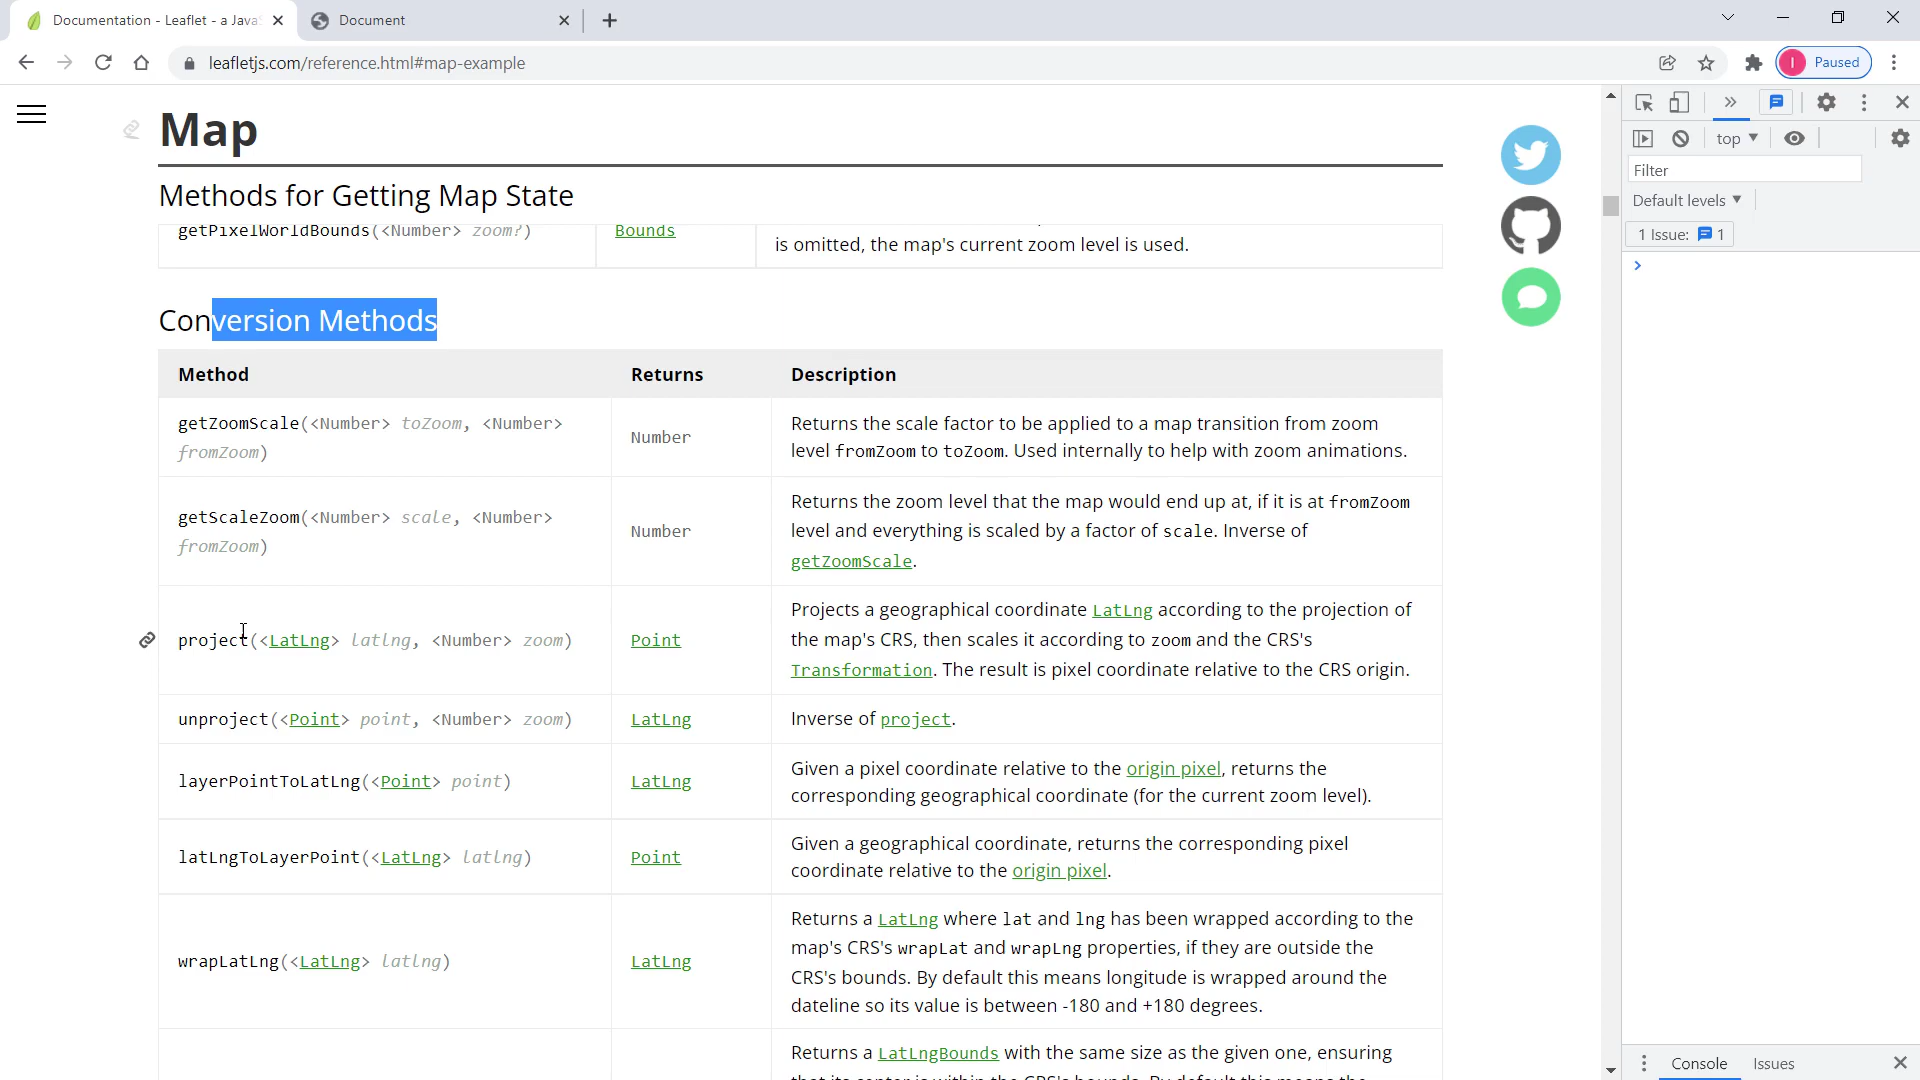 Documentation - Leaflet - a Java
Document
leafletjs.com/reference.html#map-example
I
Paused
Map
Methods for Getting Map State
getPixelWorldBounds(<Number> zoom?)
Bounds
is omitted, the map's current zoom level is used.
Conversion Methods
Method
Returns
Description
getZoomScale(<Number> toZoom, <Number>
fromZoom)
Number
Returns the scale factor to be applied to a map transition from zoom
level fromZoom to toZoom. Used internally to help with zoom animations.
getScaleZoom(<Number> scale, <Number>
fromZoom)
Number
Returns the zoom level that the map would end up at, if it is at fromZoom
level and everything is scaled by a factor of scale. Inverse of
getZoomScale.
project(<LatLng> latlng, <Number> zoom)
Point
Projects a geographical coordinate LatLng according to the projection of
the map's CRS, then scales it according to zoom and the CRS's
Transformation. The result is pixel coordinate relative to the CRS origin.
unproject(<Point> point, <Number> zoom)
LatLng
Inverse of project.
layerPointToLatLng(<Point> point)
LatLng
Given a pixel coordinate relative to the origin pixel, returns the
corresponding geographical coordinate (for the current zoom level).
latLngToLayerPoint(<LatLng> latlng)
Point
Given a geographical coordinate, returns the corresponding pixel
coordinate relative to the origin pixel.
wrapLatLng(<LatLng> latlng)
LatLng
Returns a LatLng where lat and lng has been wrapped according to the
map's CRS's wrapLat and wrapLng properties, if they are outside the
CRS's bounds. By default this means longitude is wrapped around the
dateline so its value is between -180 and +180 degrees.
Returns a LatLngBounds with the same size as the given one, ensuring
top
Filter
Default levels
1 Issue: 1
Console
Issues